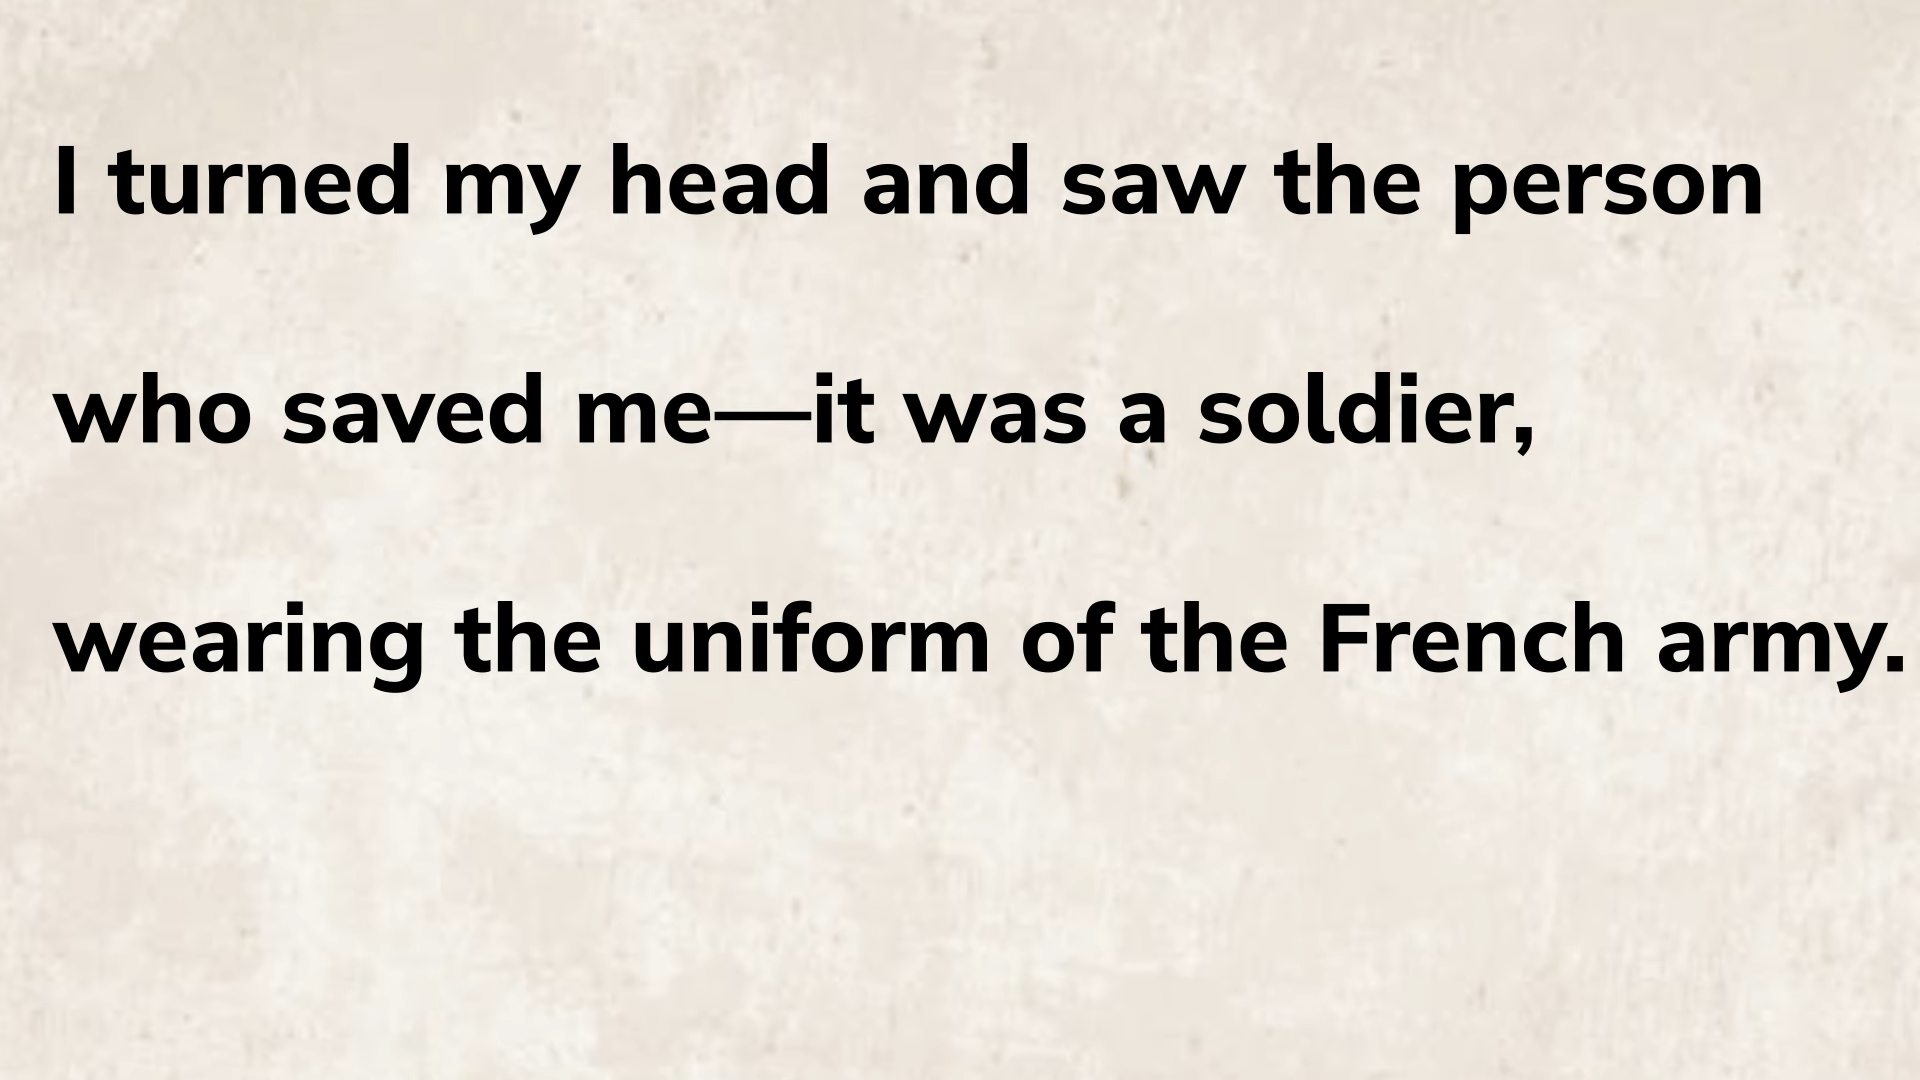 I turned my head and saw the person
who saved me—it was a soldier,
wearing the uniform of the French army.